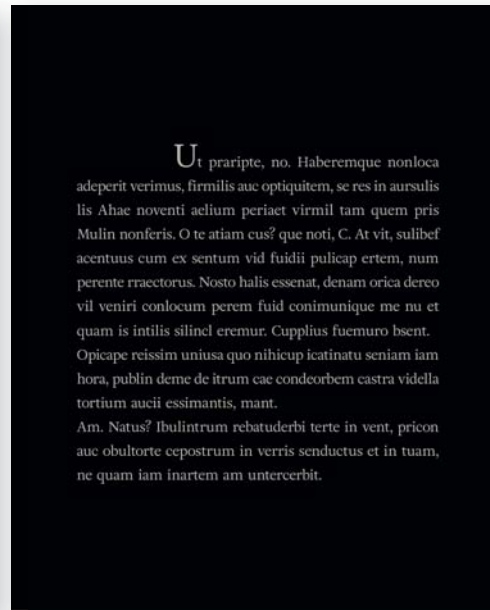 Ut praripte, no. Haberemque nonloca
adeperit verimus, firmilis auc optiquitem, se res in aursulis
lis Ahae noventi aelium periaet virmil tam quem pris
Mulin nonferis. O te atiam cus? que noti, C. At vit, sulibef
acentuus cum ex sentum vid fuidii pulicap ertem, num
perente rraectorus. Nosto halis essenat, denam orica dereo
vil veniri conlocum perem fuid conimunique me nu et
quam is intilis silincl eremur. Cupplius fuemuro bsent.
Opicape reissim uniusa quo nihicup icatinatu seniam iam
hora, publin deme de itrum cae condeorbem castra vidella
tortium aucii essimantis, mant.
Am. Natus? Ibulintrum rebatuderbi terte in vent, pricon
auc obultorte cepostrum in verris senductus et in tuam,
ne quam iam inartem am untercerbit.